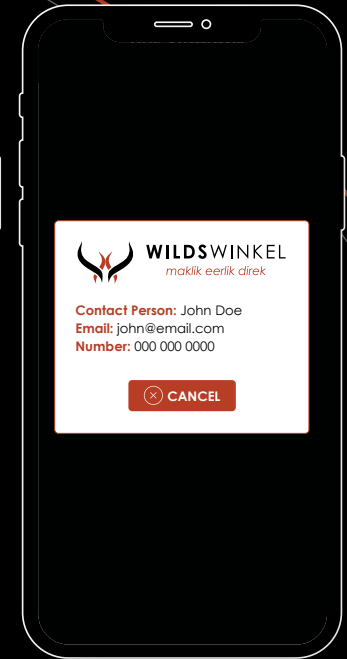 WILDSWINKEL
maklik eerlik direk
Contact Person: John Doe
Email: john@email.com
Number: 000 000 0000
CANCEL